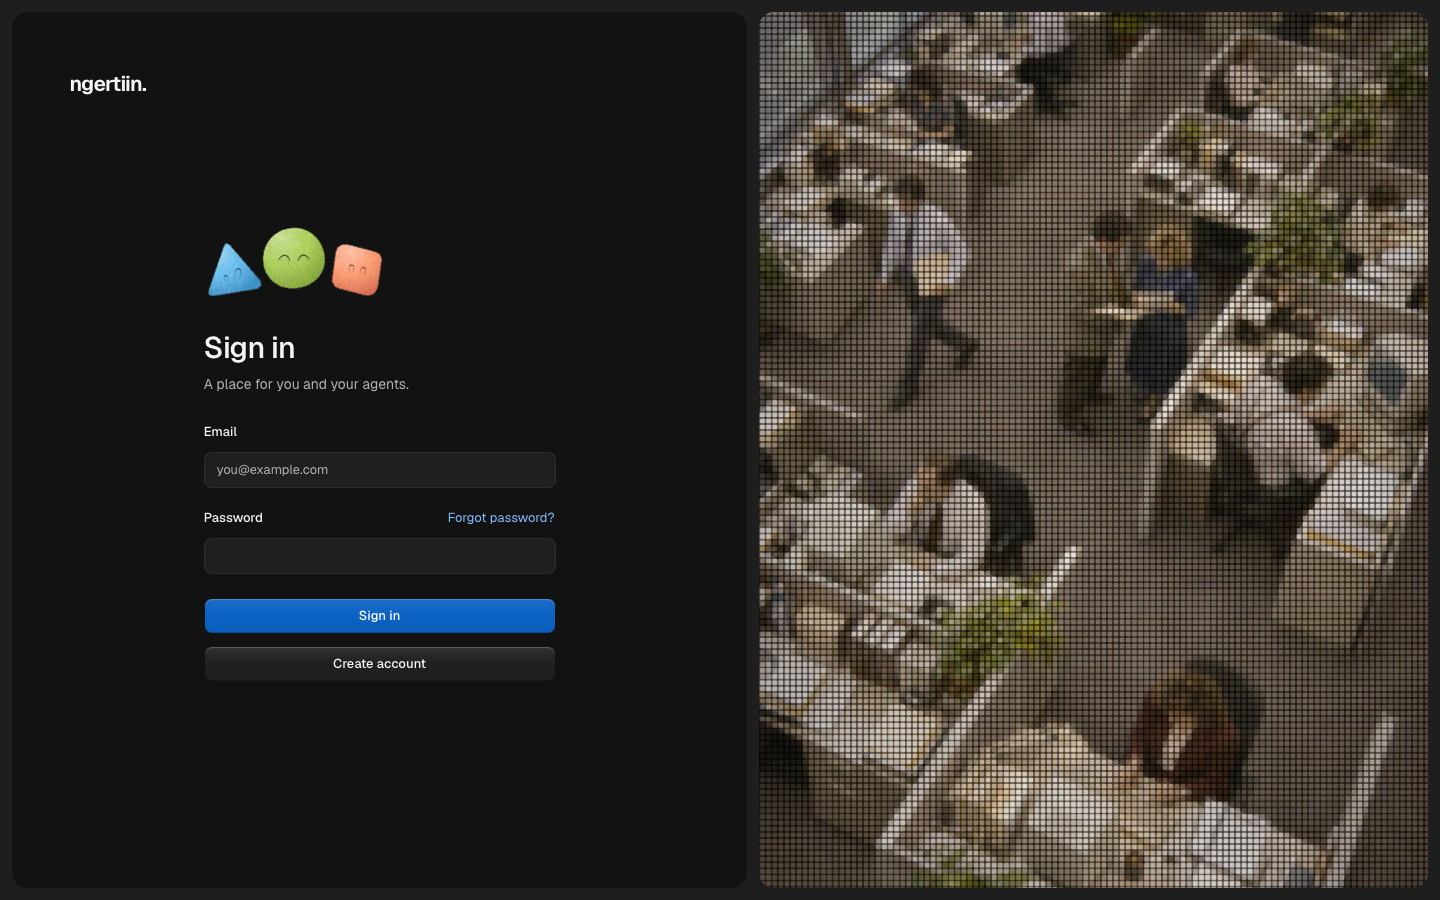 ngertiin.
Sign in
A place for you and your agents.
Email
you@example.com
Password
Forgot password?
Sign in
Create account